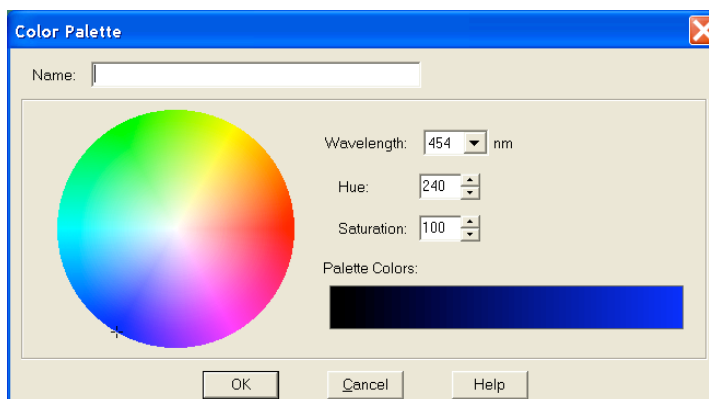 Color Palette
Name:
Wavelength: 454 nm
Hue: 240
Saturation: 100
Palette Colors:
OK Cancel Help